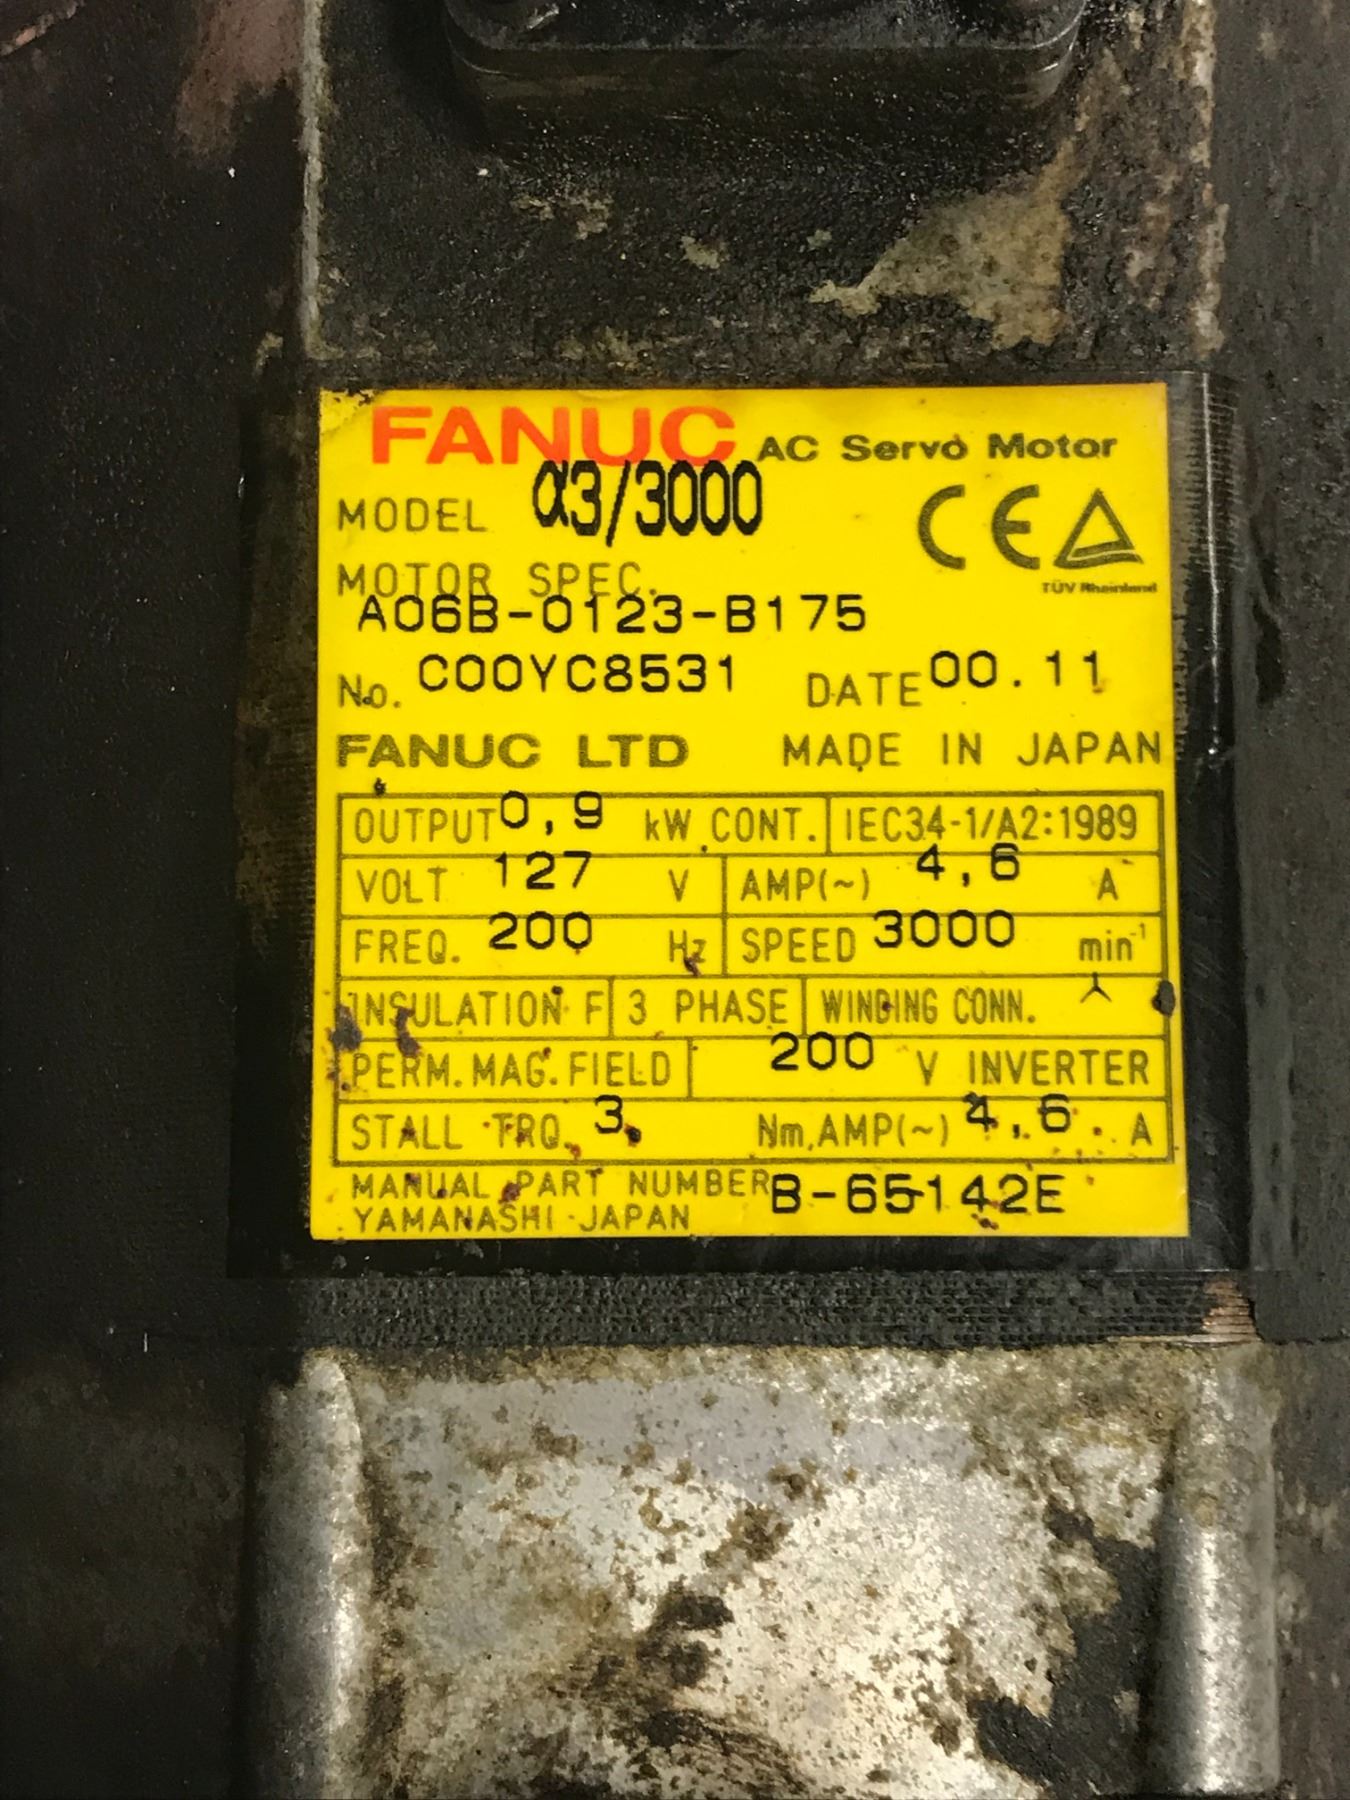 FANUC AC Servo Motor
MODEL α3/3000
CE
TÜV Rheinland
MOTOR SPEC.
A06B-0123-B175
No. C00YC8531 DATE 00.11
FANUC LTD MADE IN JAPAN
OUTPUT 0,9 kW CONT. IEC34-1/A2:1989
VOLT 127 V AMP(~) 4,6 A
FREQ. 200 Hz SPEED 3000 min⁻¹
INSULATION F 3 PHASE WINDING CONN.
PERM. MAG. FIELD 200 V INVERTER
STALL TRQ. 3, Nm, AMP(~) 4,6 A
MANUAL PART NUMBER B-65142E
YAMANASHI JAPAN